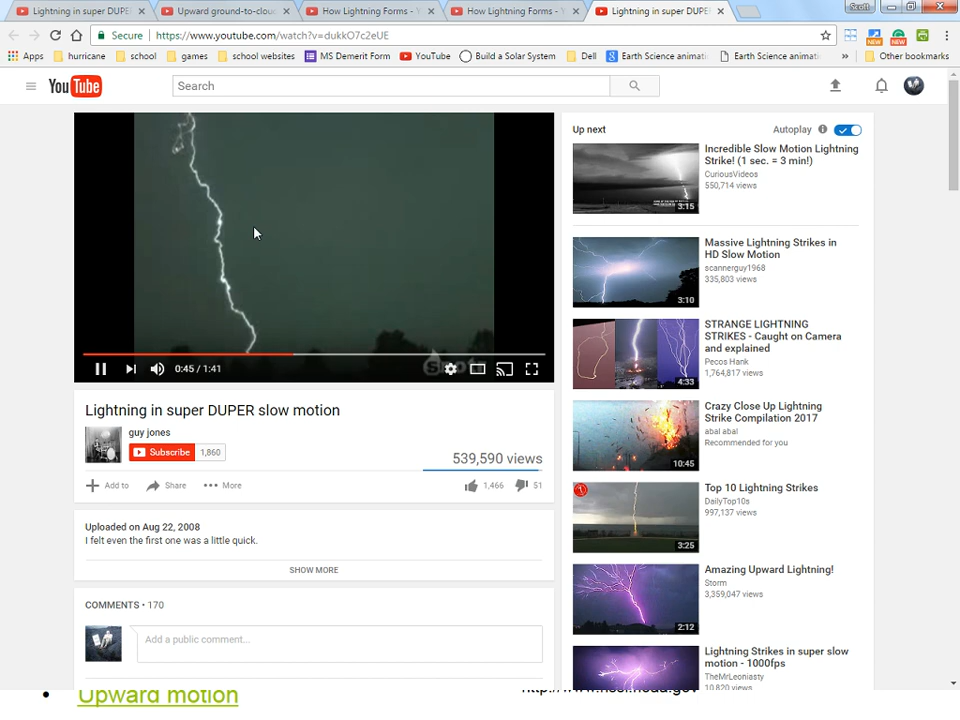 Lightning in super DUPE
Upward ground-to-clou
How Lightning Forms - Y
How Lightning Forms - Y
Lightning in super DUPE
Scott
Secure
https://www.youtube.com/watch?v=dukkO7c2eUE
NEW
NEW
Apps
hurricane
school
games
school websites
MS Demerit Form
YouTube
Build a Solar System
Dell
Earth Science animati
Earth Science animati
»
Other bookmarks
YouTube
Search
0:45 / 1:41
Lightning in super DUPER slow motion
guy jones
Subscribe
1,860
539,590 views
Add to
Share
More
1,466
51
Uploaded on Aug 22, 2008
I felt even the first one was a little quick.
SHOW MORE
COMMENTS • 170
Add a public comment...
Up next
Autoplay
Incredible Slow Motion Lightning
Strike! (1 sec. = 3 min!)
CuriousVideos
550,714 views
3:15
Massive Lightning Strikes in
HD Slow Motion
scannerguy1968
335,803 views
3:10
STRANGE LIGHTNING
STRIKES - Caught on Camera
and explained
Pecos Hank
1,764,817 views
4:33
Crazy Close Up Lightning
Strike Compilation 2017
abal abal
Recommended for you
10:45
Top 10 Lightning Strikes
DailyTop10s
997,137 views
3:25
Amazing Upward Lightning!
Storm
3,359,047 views
2:12
Lightning Strikes in super slow
motion - 1000fps
TheMrLeoniasty
10,820 views
• Upward motion